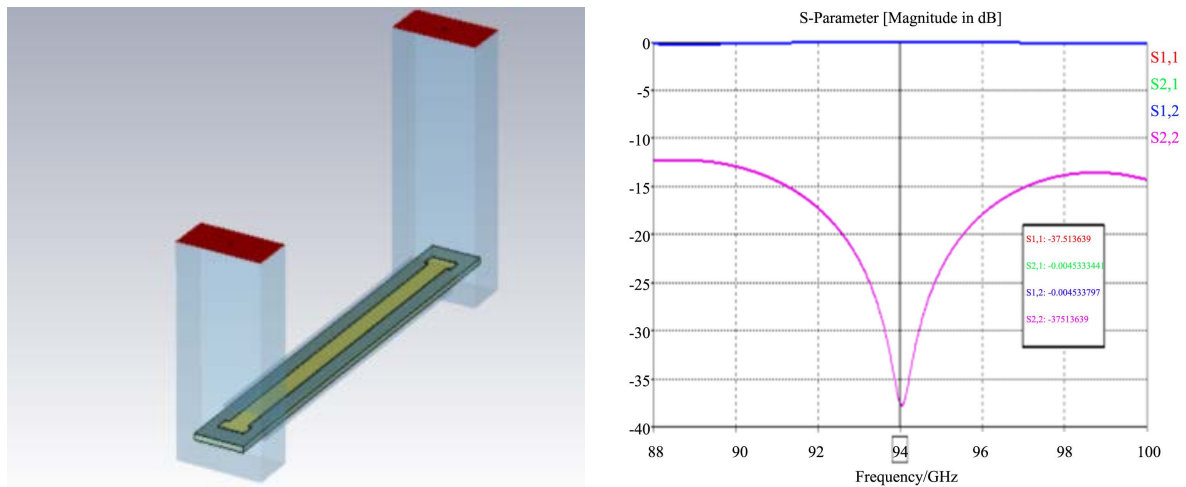 S-Parameter [Magnitude in dB]
0
-5
-10
-15
-20
-25
-30
-35
-40
S1,1
S2,1
S1,2
S2,2
S1,1: -37.513639
S2,1: -0.0045333441
S1,2: -0.004533797
S2,2: -37513639
88 90 92 94 96 98 100
Frequency/GHz